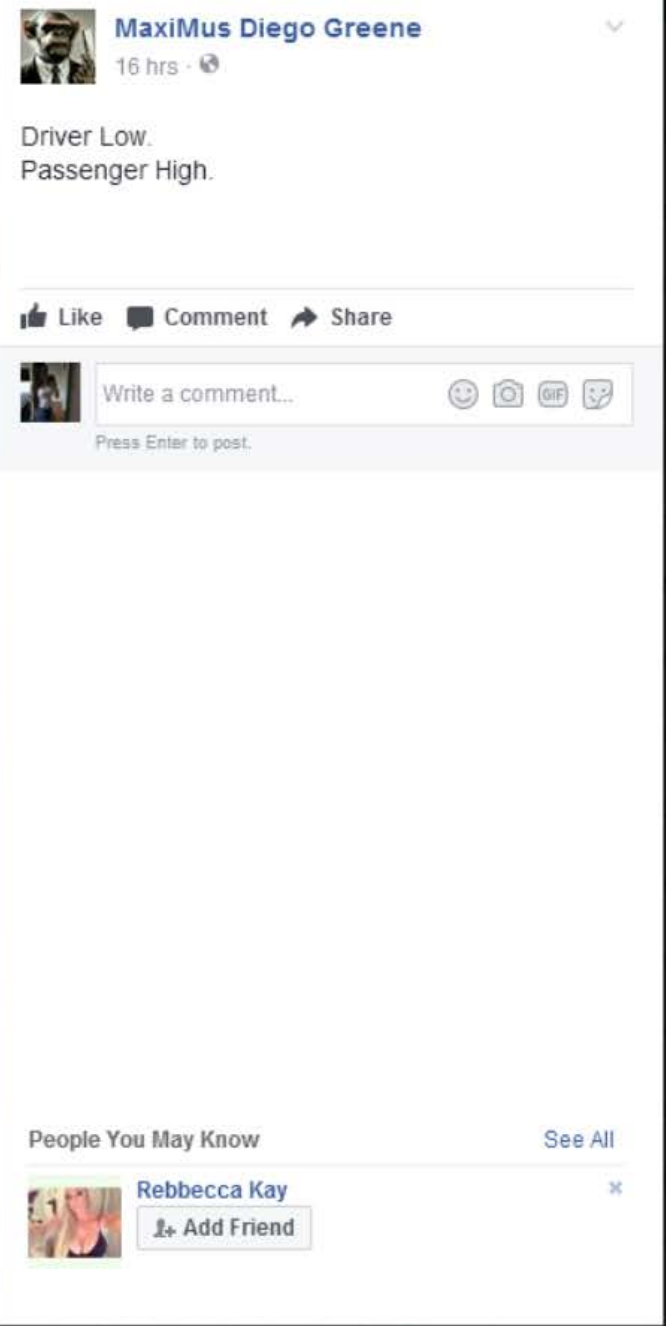 MaxiMus Diego Greene
16 hrs ·
Driver Low.
Passenger High.
Like Comment Share
Write a comment...
GIF
Press Enter to post.
People You May Know
See All
Rebbecca Kay
Add Friend